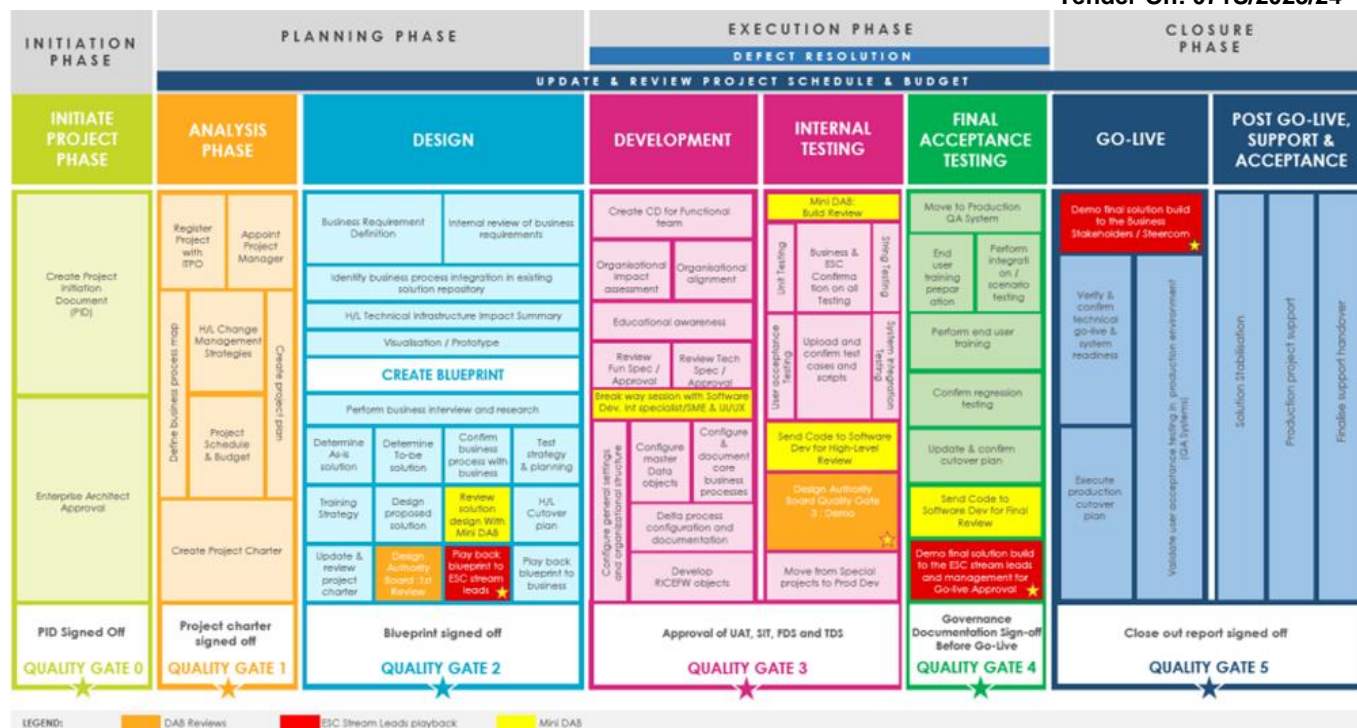 Tender On: 071G/2023/24
INITIATION
PHASE
PLANNING PHASE
EXECUTION PHASE
CLOSURE
PHASE
DEFECT RESOLUTION
UPDATE & REVIEW PROJECT SCHEDULE & BUDGET
INITIATE
PROJECT
PHASE
ANALYSIS
PHASE
DESIGN
DEVELOPMENT
INTERNAL
TESTING
FINAL
ACCEPTANCE
TESTING
GO-LIVE
POST GO-LIVE,
SUPPORT &
ACCEPTANCE
Create Project
Initiation
Document
(PID)
Enterprise Architect
Approval
Register
Project
with
ITPO
Appoint
Project
Manager
Define business process map
H/L Change
Management
Strategies
Create project plan
Project
Schedule
& Budget
Create Project Charter
Business Requirement
Definition
Internal review of business
requirements
Identify business process integration in existing
solution repository
H/L Technical Infrastructure Impact Summary
Visualisation / Prototype
CREATE BLUEPRINT
Perform business interview and research
Determine
As-is
solution
Determine
To-be
solution
Confirm
business
process with
business
Test
strategy
& planning
Training
Strategy
Design
proposed
solution
Review
solution
design With
Mini DAB
H/L
Cutover
plan
Update &
review
project
charter
Design
Authority
Board :1st
Review
Play back
blueprint to
ESC stream
leads
Play back
blueprint to
business
Create CD for Functional
team
Organisational
impact
assessment
Organisational
alignment
Educational awareness
Review
Fun Spec /
Approval
Review Tech
Spec /
Approval
Break way session with Software
Dev. Int specialist/SME & UI/UX
Configure general settings
and organizational structure
Configure
master
Data
objects
Configure
&
document
core
business
processes
Delta process
configuration and
documentation
Develop
RICEFW objects
Mini DAB:
Build Review
Unit Testing
Business &
ESC
Confirma
tion on all
Testing
String Testing
User acceptance
Testing
Upload and
confirm test
cases and
scripts
System Integration
Testing
Send Code to Software
Dev for High-Level
Review
Design Authority
Board Quality Gate
3 : Demo
Move from Special
projects to Prod Dev
Move to Production
QA System
End
user
training
prepar
ation
Perform
integrati
on /
scenario
testing
Perform end user
training
Confirm regression
testing
Update & confirm
cutover plan
Send Code to
Software Dev for Final
Review
Demo final solution build
to the ESC stream leads
and management for
Go-live Approval
Demo final solution build
to the Business
Stakeholders / Steercom
Verify &
confirm
technical
go-live &
system
readiness
Execute
production
cutover
plan
Validate user acceptance testing in production environment
(QA Systems)
Solution Stabilisation
Production project support
Finalise support handover
PID Signed Off
Project charter
signed off
Blueprint signed off
Approval of UAT, SIT, FDS and TDS
Governance
Documentation Sign-off
Before Go-Live
Close out report signed off
QUALITY GATE 0
QUALITY GATE 1
QUALITY GATE 2
QUALITY GATE 3
QUALITY GATE 4
QUALITY GATE 5
LEGEND:
DAB Reviews
ESC Stream Leads playback
Mini DAB